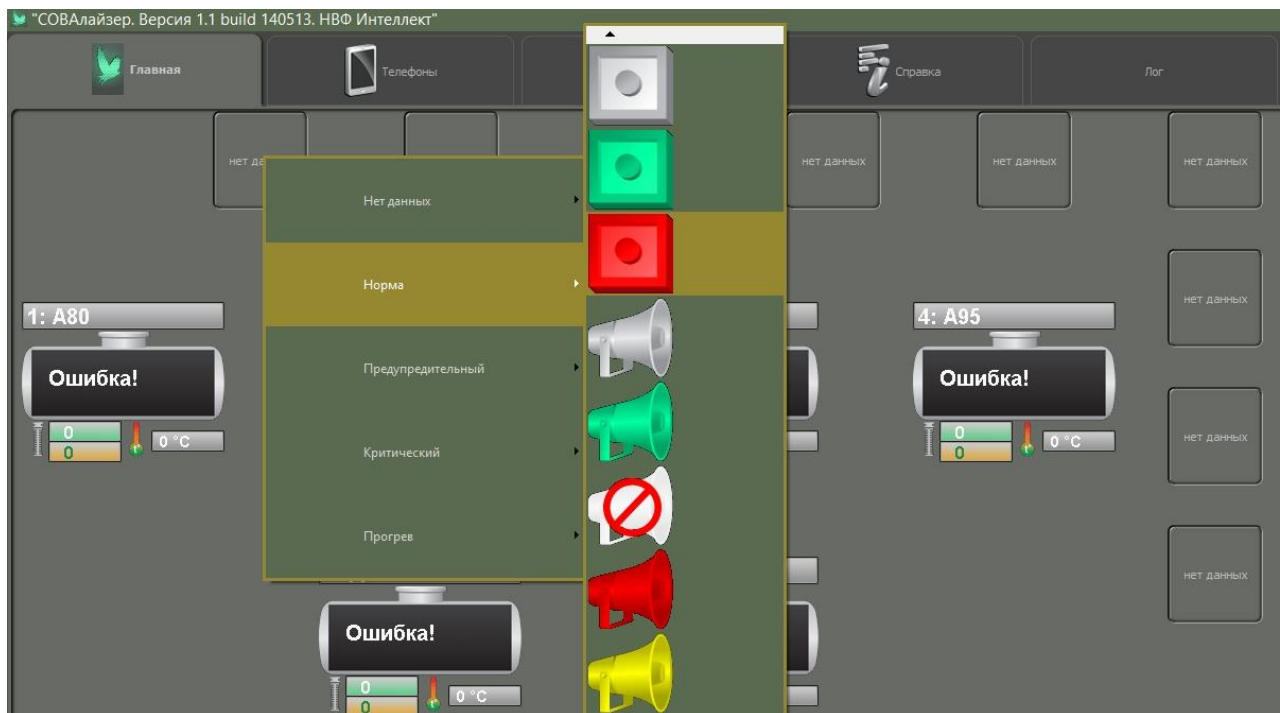 "СОВАлайзер. Версия 1.1 build 140513. НВФ Интеллект"
Главная
Телефоны
Справка
Лог
нет
нет данных
нет данных
нет данных
Нет данных
Норма
Предупредительный
Критический
Прогрев
нет данных
1: A80
4: A95
Ошибка!
Ошибка!
0
0
0 °C
0
0
0 °C
нет данных
нет данных
Ошибка!
0
0
0 °C